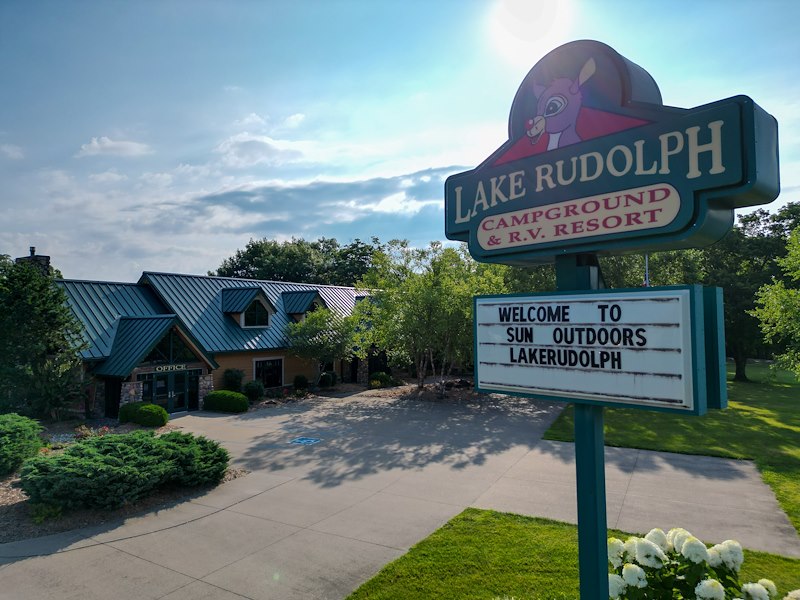 LAKE RUDOLPH
CAMPGROUND
& R.V. RESORT
WELCOME TO
SUN OUTDOORS
LAKERUDOLPH
OFFICE